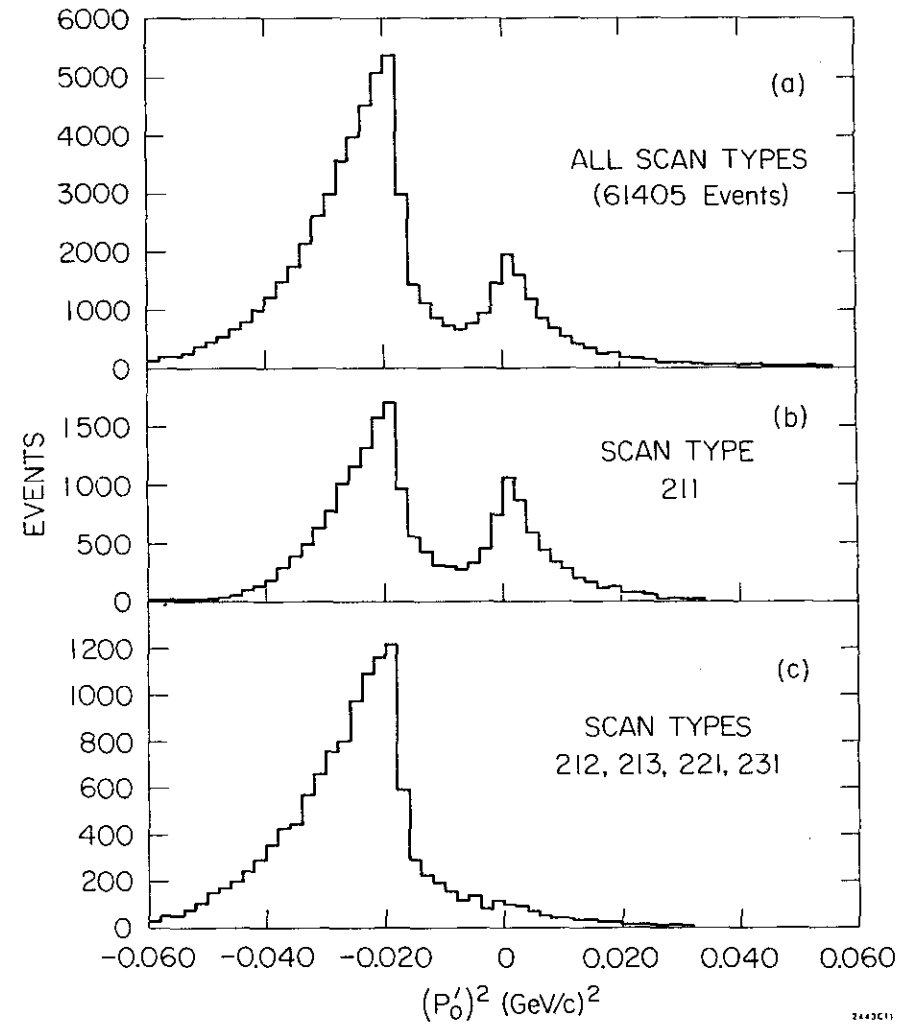 6000
5000
4000
3000
2000
1000
0
(a)
ALL SCAN TYPES
(61405 Events)
1500
1000
500
0
(b)
SCAN TYPE
211
EVENTS
1200
1000
800
600
400
200
0
(c)
SCAN TYPES
212, 213, 221, 231
-0.060 -0.040 -0.020 0 0.020 0.040 0.060
(P₀′)² (GeV/c)²